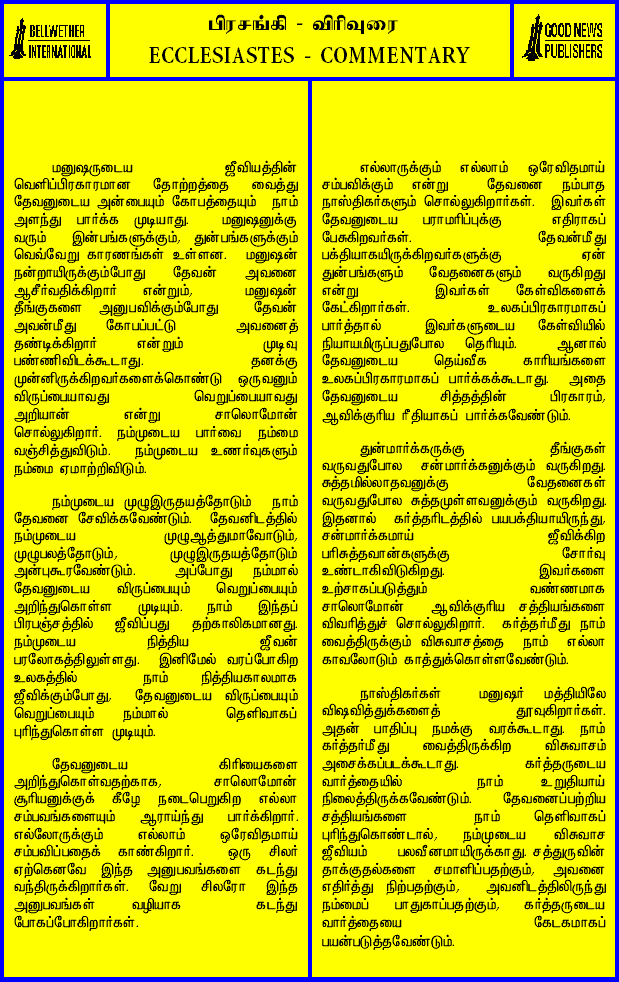 BELLWETHER
INTERNATIONAL
பிரசங்கி - விரிவுரை
ECCLESIASTES - COMMENTARY
GOOD NEWS
PUBLISHERS
மனுஷருடைய ஜீவியத்தின்
வெளிப்பிரகாரமான தோற்றத்தை வைத்து
தேவனுடைய அன்பையும் கோபத்தையும் நாம்
அளந்து பார்க்க முடியாது. மனுஷனுக்கு
வரும் இன்பங்களுக்கும், துன்பங்களுக்கும்
வெவ்வேறு காரணங்கள் உள்ளன. மனுஷன்
நன்றாயிருக்கும்போது தேவன் அவனை
ஆசீர்வதிக்கிறார் என்றும், மனுஷன்
தீங்குகளை அனுபவிக்கும்போது தேவன்
அவன்மீது கோபப்பட்டு அவனைத்
தண்டிக்கிறார் என்றும் முடிவு
பண்ணிவிடக்கூடாது. தனக்கு
முன்னிருக்கிறவர்களைக்கொண்டு ஒருவனும்
விருப்பையாவது வெறுப்பையாவது
அறியான் என்று சாலொமோன்
சொல்லுகிறார். நம்முடைய பார்வை நம்மை
வஞ்சித்துவிடும். நம்முடைய உணர்வுகளும்
நம்மை ஏமாற்றிவிடும்.
நம்முடைய முழுஇருதயத்தோடும் நாம்
தேவனை சேவிக்கவேண்டும். தேவனிடத்தில்
நம்முடைய முழுஆத்துமாவோடும்,
முழுபலத்தோடும், முழுஇருதயத்தோடும்
அன்புகூரவேண்டும். அப்போது நம்மால்
தேவனுடைய விருப்பையும் வெறுப்பையும்
அறிந்துகொள்ள முடியும். நாம் இந்தப்
பிரபஞ்சத்தில் ஜீவிப்பது தற்காலிகமானது.
நம்முடைய நித்திய ஜீவன்
பரலோகத்திலுள்ளது. இனிமேல் வரப்போகிற
உலகத்தில் நாம் நித்தியகாலமாக
ஜீவிக்கும்போது, தேவனுடைய விருப்பையும்
வெறுப்பையும் நம்மால் தெளிவாகப்
புரிந்துகொள்ள முடியும்.
தேவனுடைய கிரியைகளை
அறிந்துகொள்வதற்காக, சாலொமோன்
சூரியனுக்குக் கீழே நடைபெறுகிற எல்லா
சம்பவங்களையும் ஆராய்ந்து பார்க்கிறார்.
எல்லோருக்கும் எல்லாம் ஒரேவிதமாய்
சம்பவிப்பதைக் காண்கிறார். ஒரு சிலர்
ஏற்கெனவே இந்த அனுபவங்களை கடந்து
வந்திருக்கிறார்கள். வேறு சிலரோ இந்த
அனுபவங்கள் வழியாக கடந்து
போகப்போகிறார்கள்.
எல்லாருக்கும் எல்லாம் ஒரேவிதமாய்
சம்பவிக்கும் என்று தேவனை நம்பாத
நாஸ்திகர்களும் சொல்லுகிறார்கள். இவர்கள்
தேவனுடைய பராமரிப்புக்கு எதிராகப்
பேசுகிறவர்கள். தேவன்மீது
பக்தியாகயிருக்கிறவர்களுக்கு ஏன்
துன்பங்களும் வேதனைகளும் வருகிறது
என்று இவர்கள் கேள்விகளைக்
கேட்கிறார்கள். உலகப்பிரகாரமாகப்
பார்த்தால் இவர்களுடைய கேள்வியில்
நியாயமிருப்பதுபோல தெரியும். ஆனால்
தேவனுடைய தெய்வீக காரியங்களை
உலகப்பிரகாரமாகப் பார்க்கக்கூடாது. அதை
தேவனுடைய சித்தத்தின் பிரகாரம்,
ஆவிக்குரிய ரீதியாகப் பார்க்கவேண்டும்.
துன்மார்க்கருக்கு தீங்குகள்
வருவதுபோல சன்மார்க்கனுக்கும் வருகிறது.
சுத்தமில்லாதவனுக்கு வேதனைகள்
வருவதுபோல சுத்தமுள்ளவனுக்கும் வருகிறது.
இதனால் கர்த்தரிடத்தில் பயபக்தியாயிருந்து,
சன்மார்க்கமாய் ஜீவிக்கிற
பரிசுத்தவான்களுக்கு சோர்வு
உண்டாகிவிடுகிறது. இவர்களை
உற்சாகப்படுத்தும் வண்ணமாக
சாலொமோன் ஆவிக்குரிய சத்தியங்களை
விவரித்துச் சொல்லுகிறார். கர்த்தர்மீது நாம்
வைத்திருக்கும் விசுவாசத்தை நாம் எல்லா
காவலோடும் காத்துக்கொள்ளவேண்டும்.
நாஸ்திகர்கள் மனுஷர் மத்தியிலே
விஷவித்துக்களைத் தூவுகிறார்கள்.
அதன் பாதிப்பு நமக்கு வரக்கூடாது. நாம்
கர்த்தர்மீது வைத்திருக்கிற விசுவாசம்
அசைக்கப்படக்கூடாது. கர்த்தருடைய
வார்த்தையில் நாம் உறுதியாய்
நிலைத்திருக்கவேண்டும். தேவனைப்பற்றிய
சத்தியங்களை நாம் தெளிவாகப்
புரிந்துகொண்டால், நம்முடைய விசுவாச
ஜீவியம் பலவீனமாயிருக்காது. சத்துருவின்
தாக்குதல்களை சமாளிப்பதற்கும், அவனை
எதிர்த்து நிற்பதற்கும், அவனிடத்திலிருந்து
நம்மைப் பாதுகாப்பதற்கும், கர்த்தருடைய
வார்த்தையை கேடகமாகப்
பயன்படுத்தவேண்டும்.